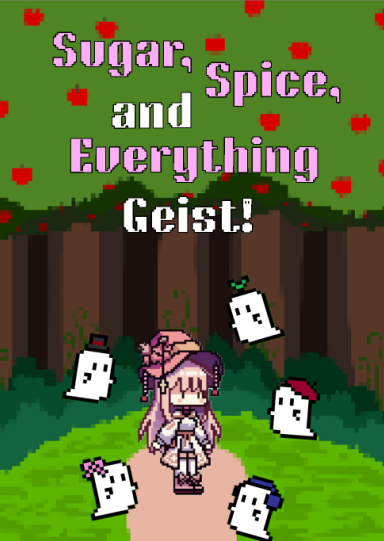 Sugar,
Spice,
and
Everything
Geist!